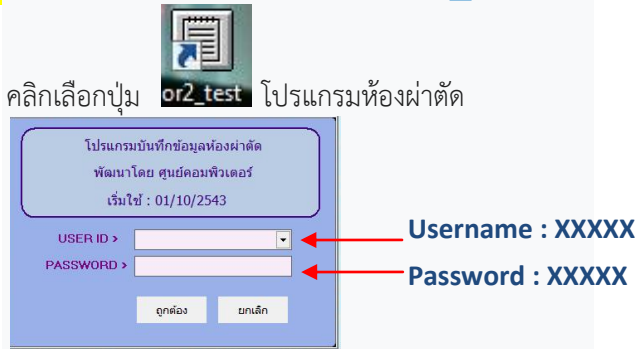 คลิกเลือกปุ่ม or2_test โปรแกรมห้องผ่าตัด
โปรแกรมบันทึกข้อมูลห้องผ่าตัด
พัฒนาโดย ศูนย์คอมพิวเตอร์
เริ่มใช้ : 01/10/2543
USER ID > Username : XXXXX
PASSWORD > Password : XXXXX
ถูกต้อง ยกเลิก